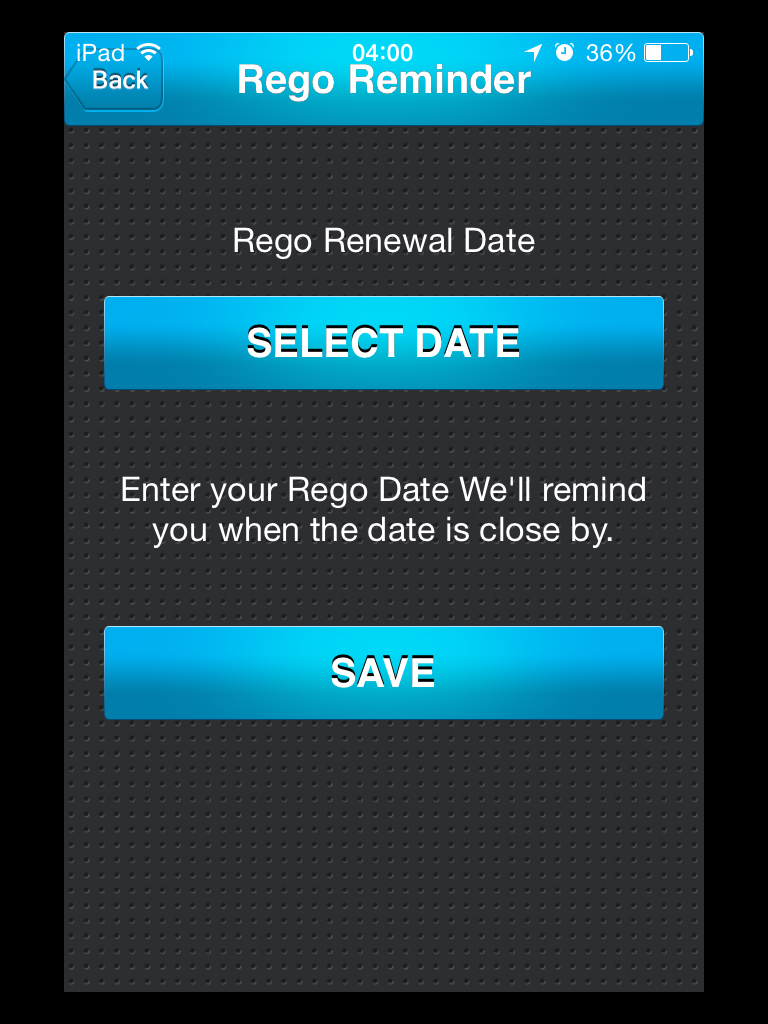 iPad 04:00 36%
Back Rego Reminder
Rego Renewal Date
SELECT DATE
Enter your Rego Date We'll remind
you when the date is close by.
SAVE